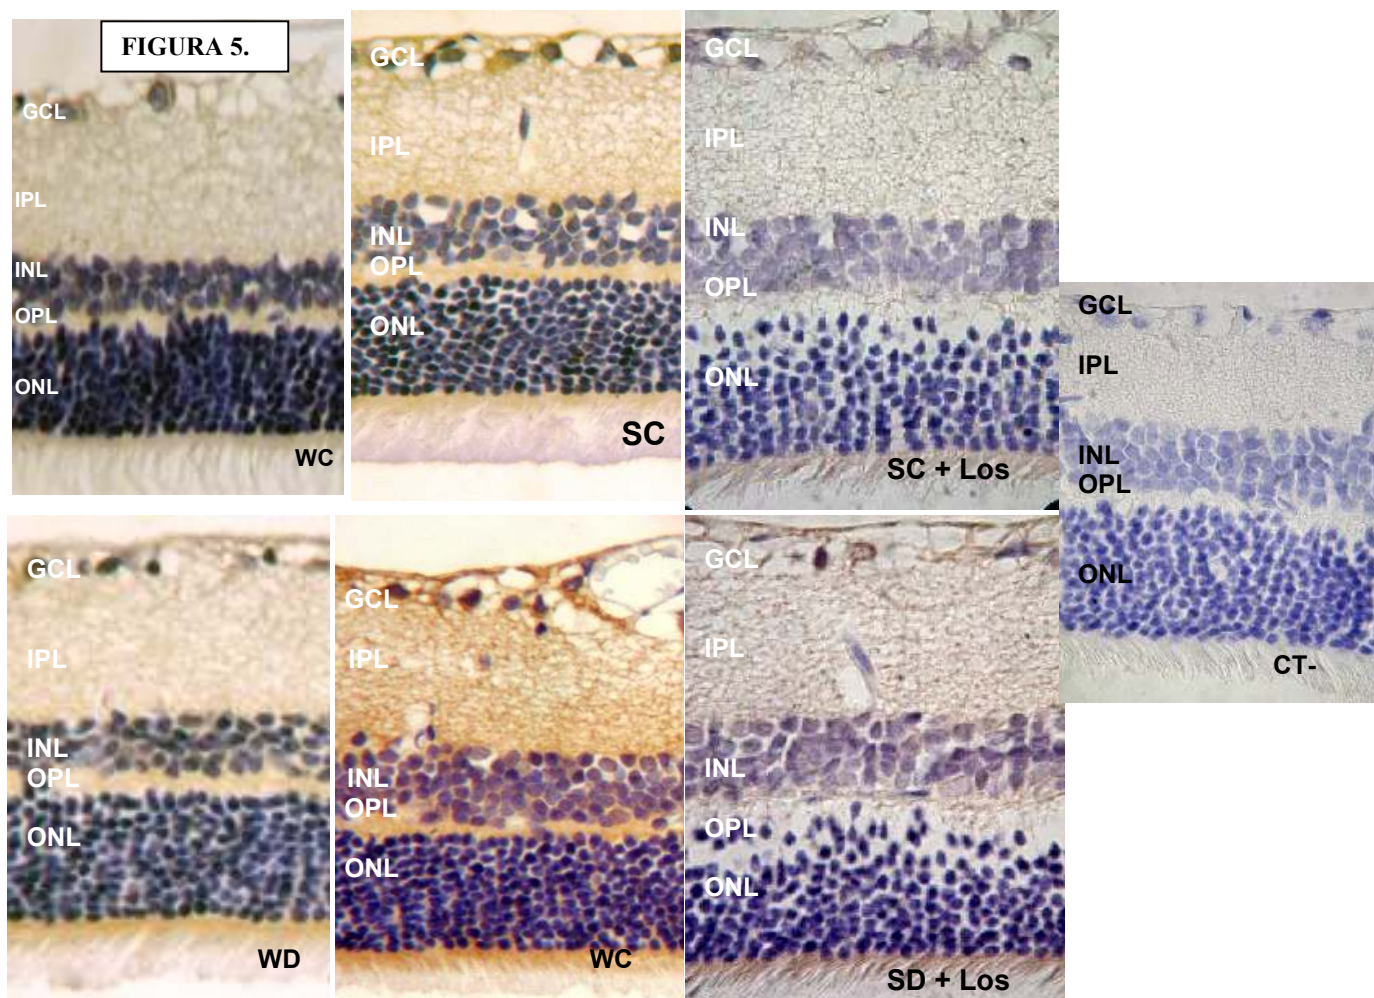 FIGURA 5.
GCL
IPL
INL
OPL
ONL
WC
GCL
IPL
INL
OPL
ONL
SC
GCL
IPL
INL
OPL
ONL
SC + Los
GCL
IPL
INL
OPL
ONL
CT-
GCL
IPL
INL
OPL
ONL
WD
GCL
IPL
INL
OPL
ONL
WC
GCL
IPL
INL
OPL
ONL
SD + Los